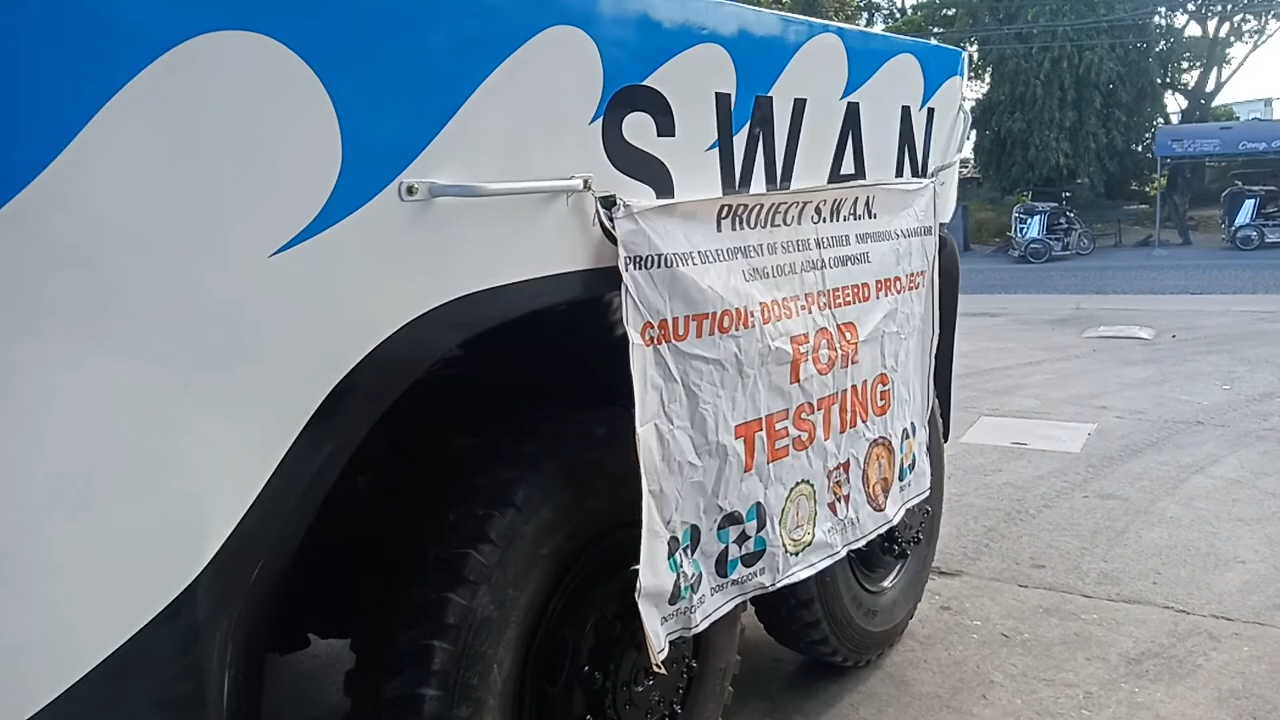 SWAN
PROJECT S.W.A.N.
PROTOTYPE DEVELOPMENT OF SEVERE WEATHER AMPHIBIOUS NAVIGATOR
USING LOCAL ABACA COMPOSITE
CAUTION: DOST-PCIEERD PROJECT
FOR
TESTING
DOST-PCIEERD
DOST REGION III
Cong.